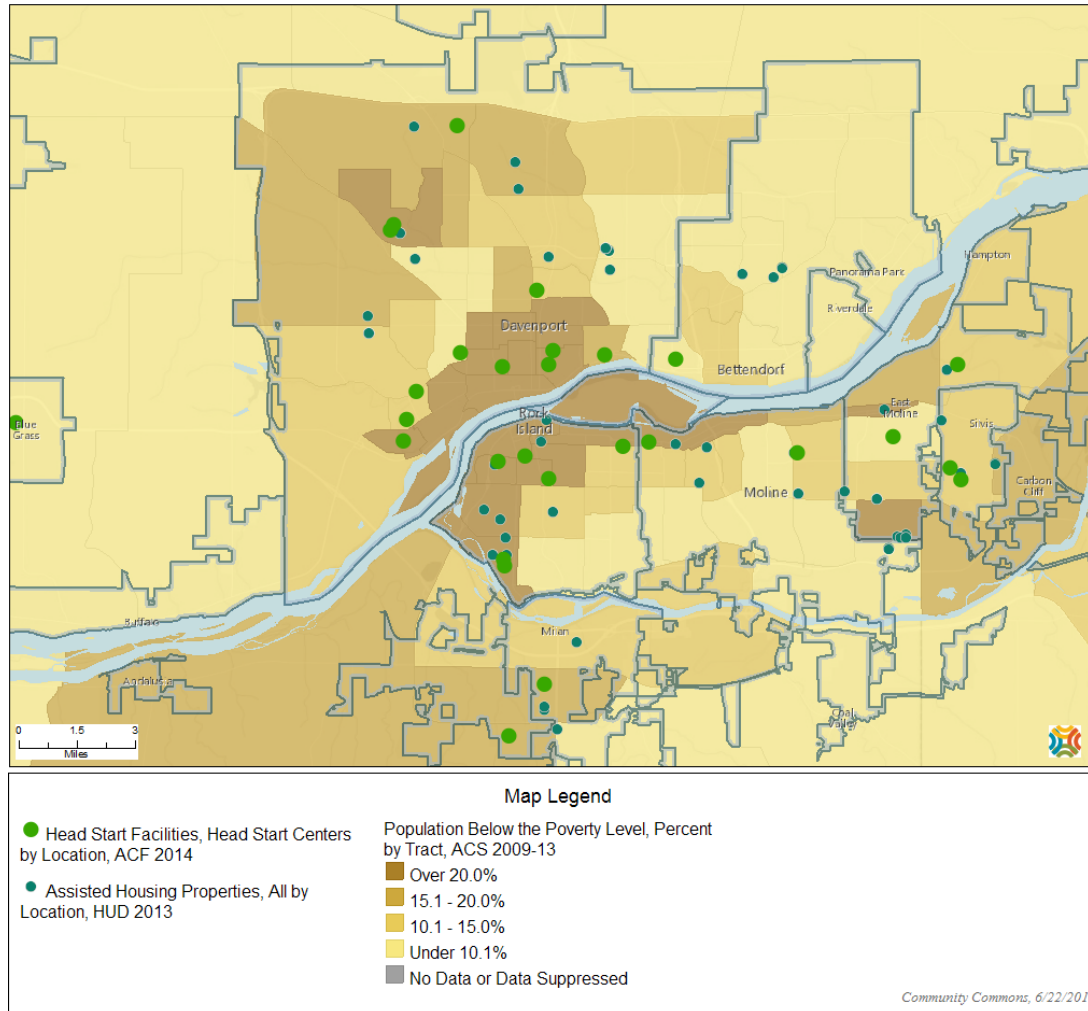 Hampton
Panorama Park
Riverdale
Davenport
Bettendorf
Rock
Island
East
Moline
Silvis
Blue
Grass
Carbon
Cliff
Moline
Buffalo
Milan
Andalusia
Coal
Valley
0 1.5 3
Miles
Map Legend
Head Start Facilities, Head Start Centers
by Location, ACF 2014
Assisted Housing Properties, All by
Location, HUD 2013
Population Below the Poverty Level, Percent
by Tract, ACS 2009-13
Over 20.0%
15.1 - 20.0%
10.1 - 15.0%
Under 10.1%
No Data or Data Suppressed
Community Commons, 6/22/201